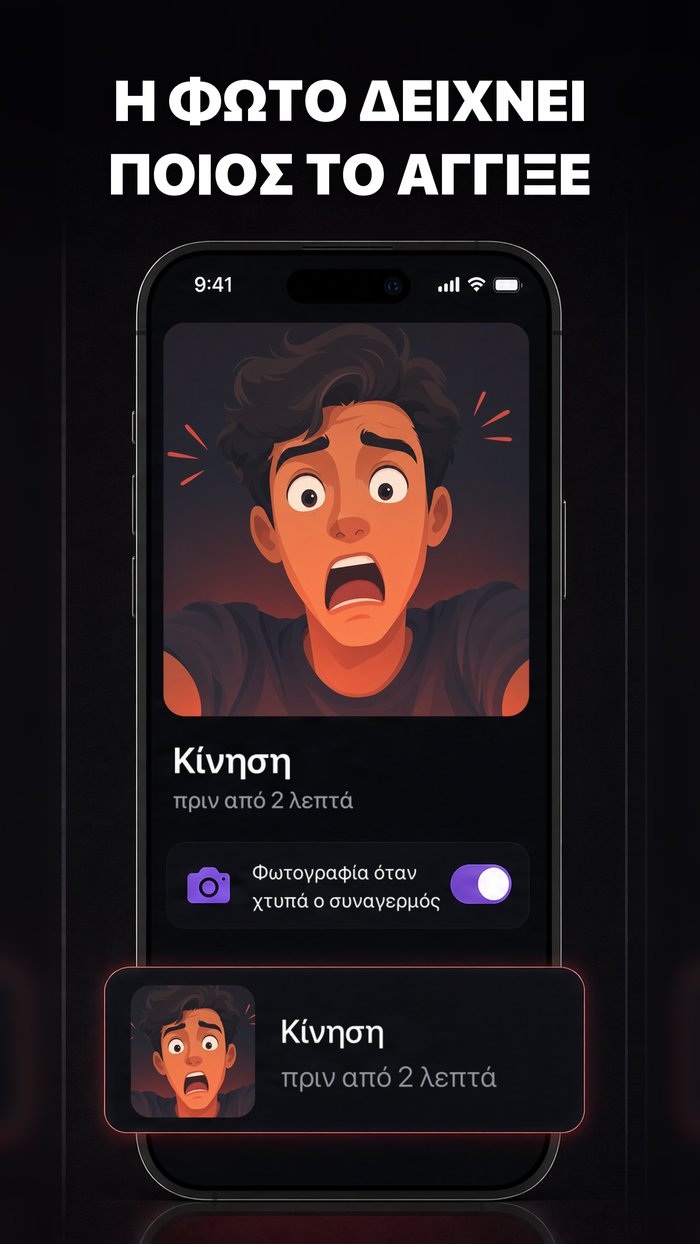 Η ΦΩΤΟ ΔΕΙΧΝΕΙ
ΠΟΙΟΣ ΤΟ ΑΓΓΙΞΕ
9:41
Κίνηση
πριν από 2 λεπτά
Φωτογραφία όταν
χτυπά ο συναγερμός
Κίνηση
πριν από 2 λεπτά